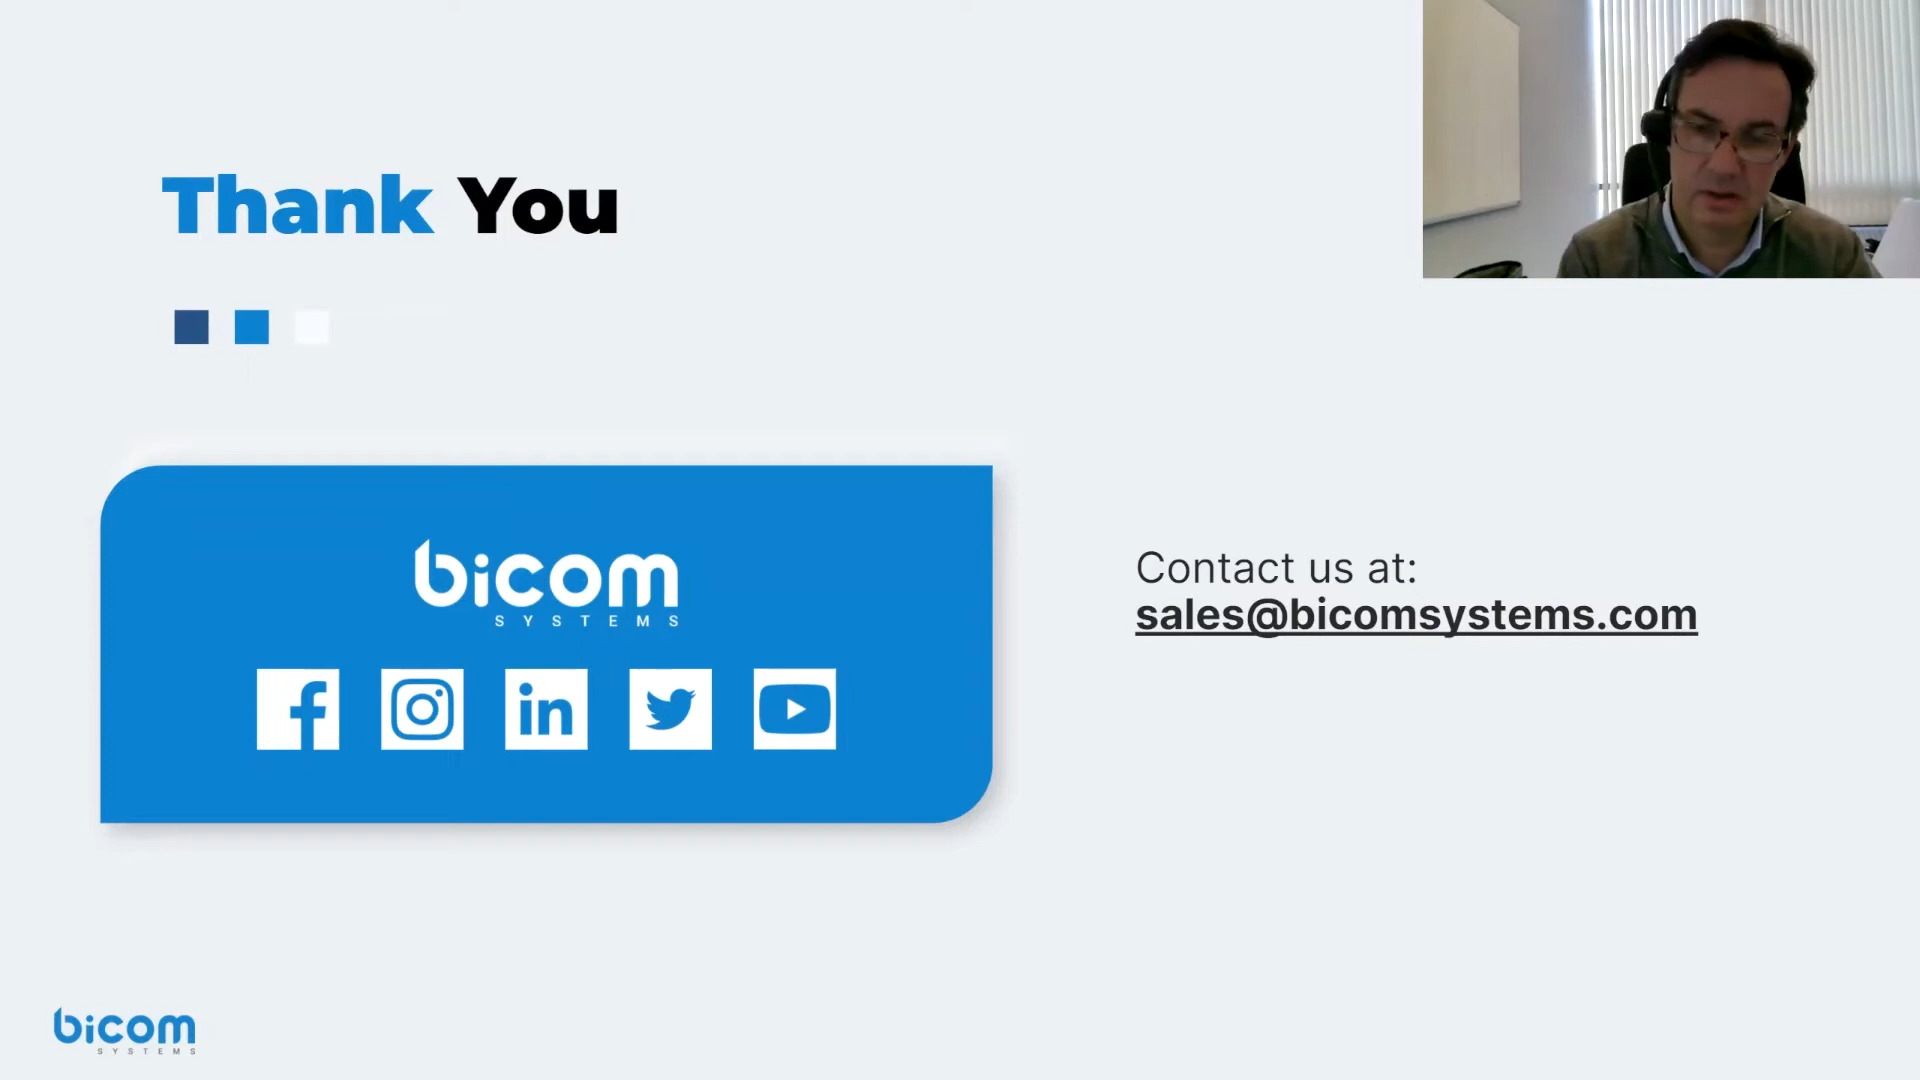 Thank You
bicom
SYSTEMS
Contact us at:
sales@bicomsystems.com
bicom
SYSTEMS